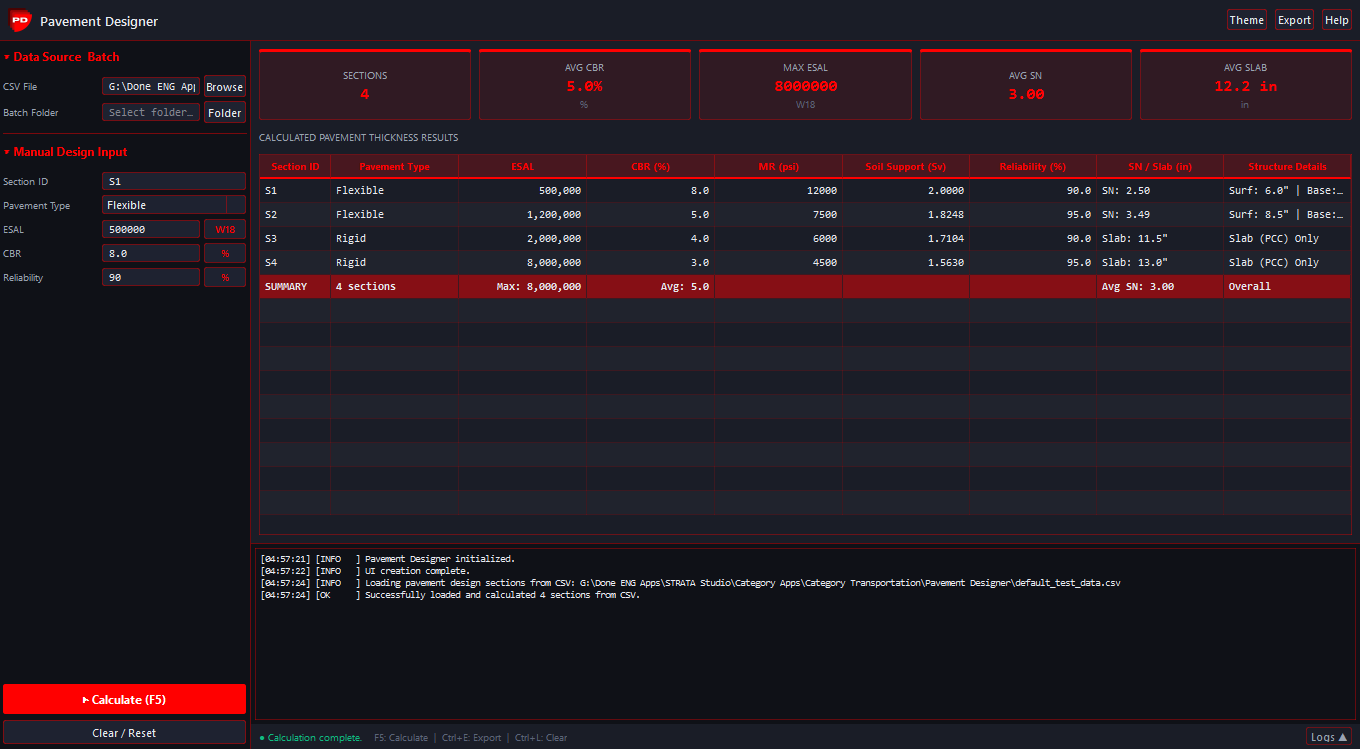 PD Pavement Designer Theme Export Help
▾ Data Source Batch
CSV File G:\Done ENG App Browse
Batch Folder Select folder… Folder
▾ Manual Design Input
Section ID S1
Pavement Type Flexible
ESAL 500000 W18
CBR 8.0 %
Reliability 90 %
▸ Calculate (F5)
Clear / Reset
SECTIONS
4
AVG CBR
5.0%
%
MAX ESAL
8000000
W18
AVG SN
3.00
AVG SLAB
12.2 in
in
CALCULATED PAVEMENT THICKNESS RESULTS
Section ID Pavement Type ESAL CBR (%) MR (psi) Soil Support (Sv) Reliability (%) SN / Slab (in) Structure Details
S1 Flexible 500,000 8.0 12000 2.0000 90.0 SN: 2.50 Surf: 6.0" | Base:…
S2 Flexible 1,200,000 5.0 7500 1.8248 95.0 SN: 3.49 Surf: 8.5" | Base:…
S3 Rigid 2,000,000 4.0 6000 1.7104 90.0 Slab: 11.5" Slab (PCC) Only
S4 Rigid 8,000,000 3.0 4500 1.5630 95.0 Slab: 13.0" Slab (PCC) Only
SUMMARY 4 sections Max: 8,000,000 Avg: 5.0 Avg SN: 3.00 Overall
[04:57:21] [INFO ] Pavement Designer initialized.
[04:57:22] [INFO ] UI creation complete.
[04:57:24] [INFO ] Loading pavement design sections from CSV: G:\Done ENG Apps\STRATA Studio\Category Apps\Category Transportation\Pavement Designer\default_test_data.csv
[04:57:24] [OK ] Successfully loaded and calculated 4 sections from CSV.
● Calculation complete. F5: Calculate | Ctrl+E: Export | Ctrl+L: Clear Logs ▲